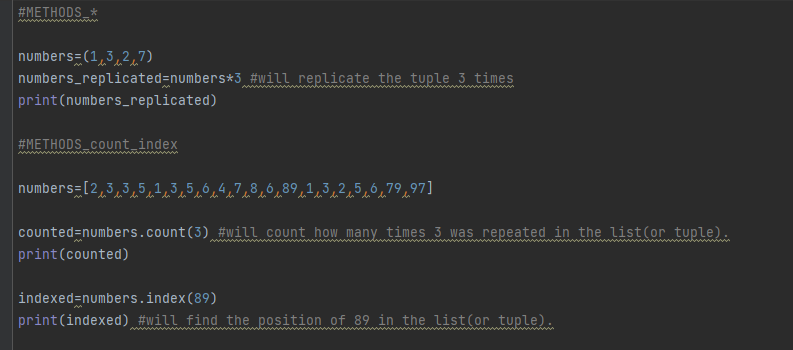 #METHODS_*
numbers=(1,3,2,7)
numbers_replicated=numbers*3 #will replicate the tuple 3 times
print(numbers_replicated)
#METHODS_count_index
numbers=[2,3,3,5,1,3,5,6,4,7,8,6,89,1,3,2,5,6,79,97]
counted=numbers.count(3) #will count how many times 3 was repeated in the list(or tuple).
print(counted)
indexed=numbers.index(89)
print(indexed) #will find the position of 89 in the list(or tuple).